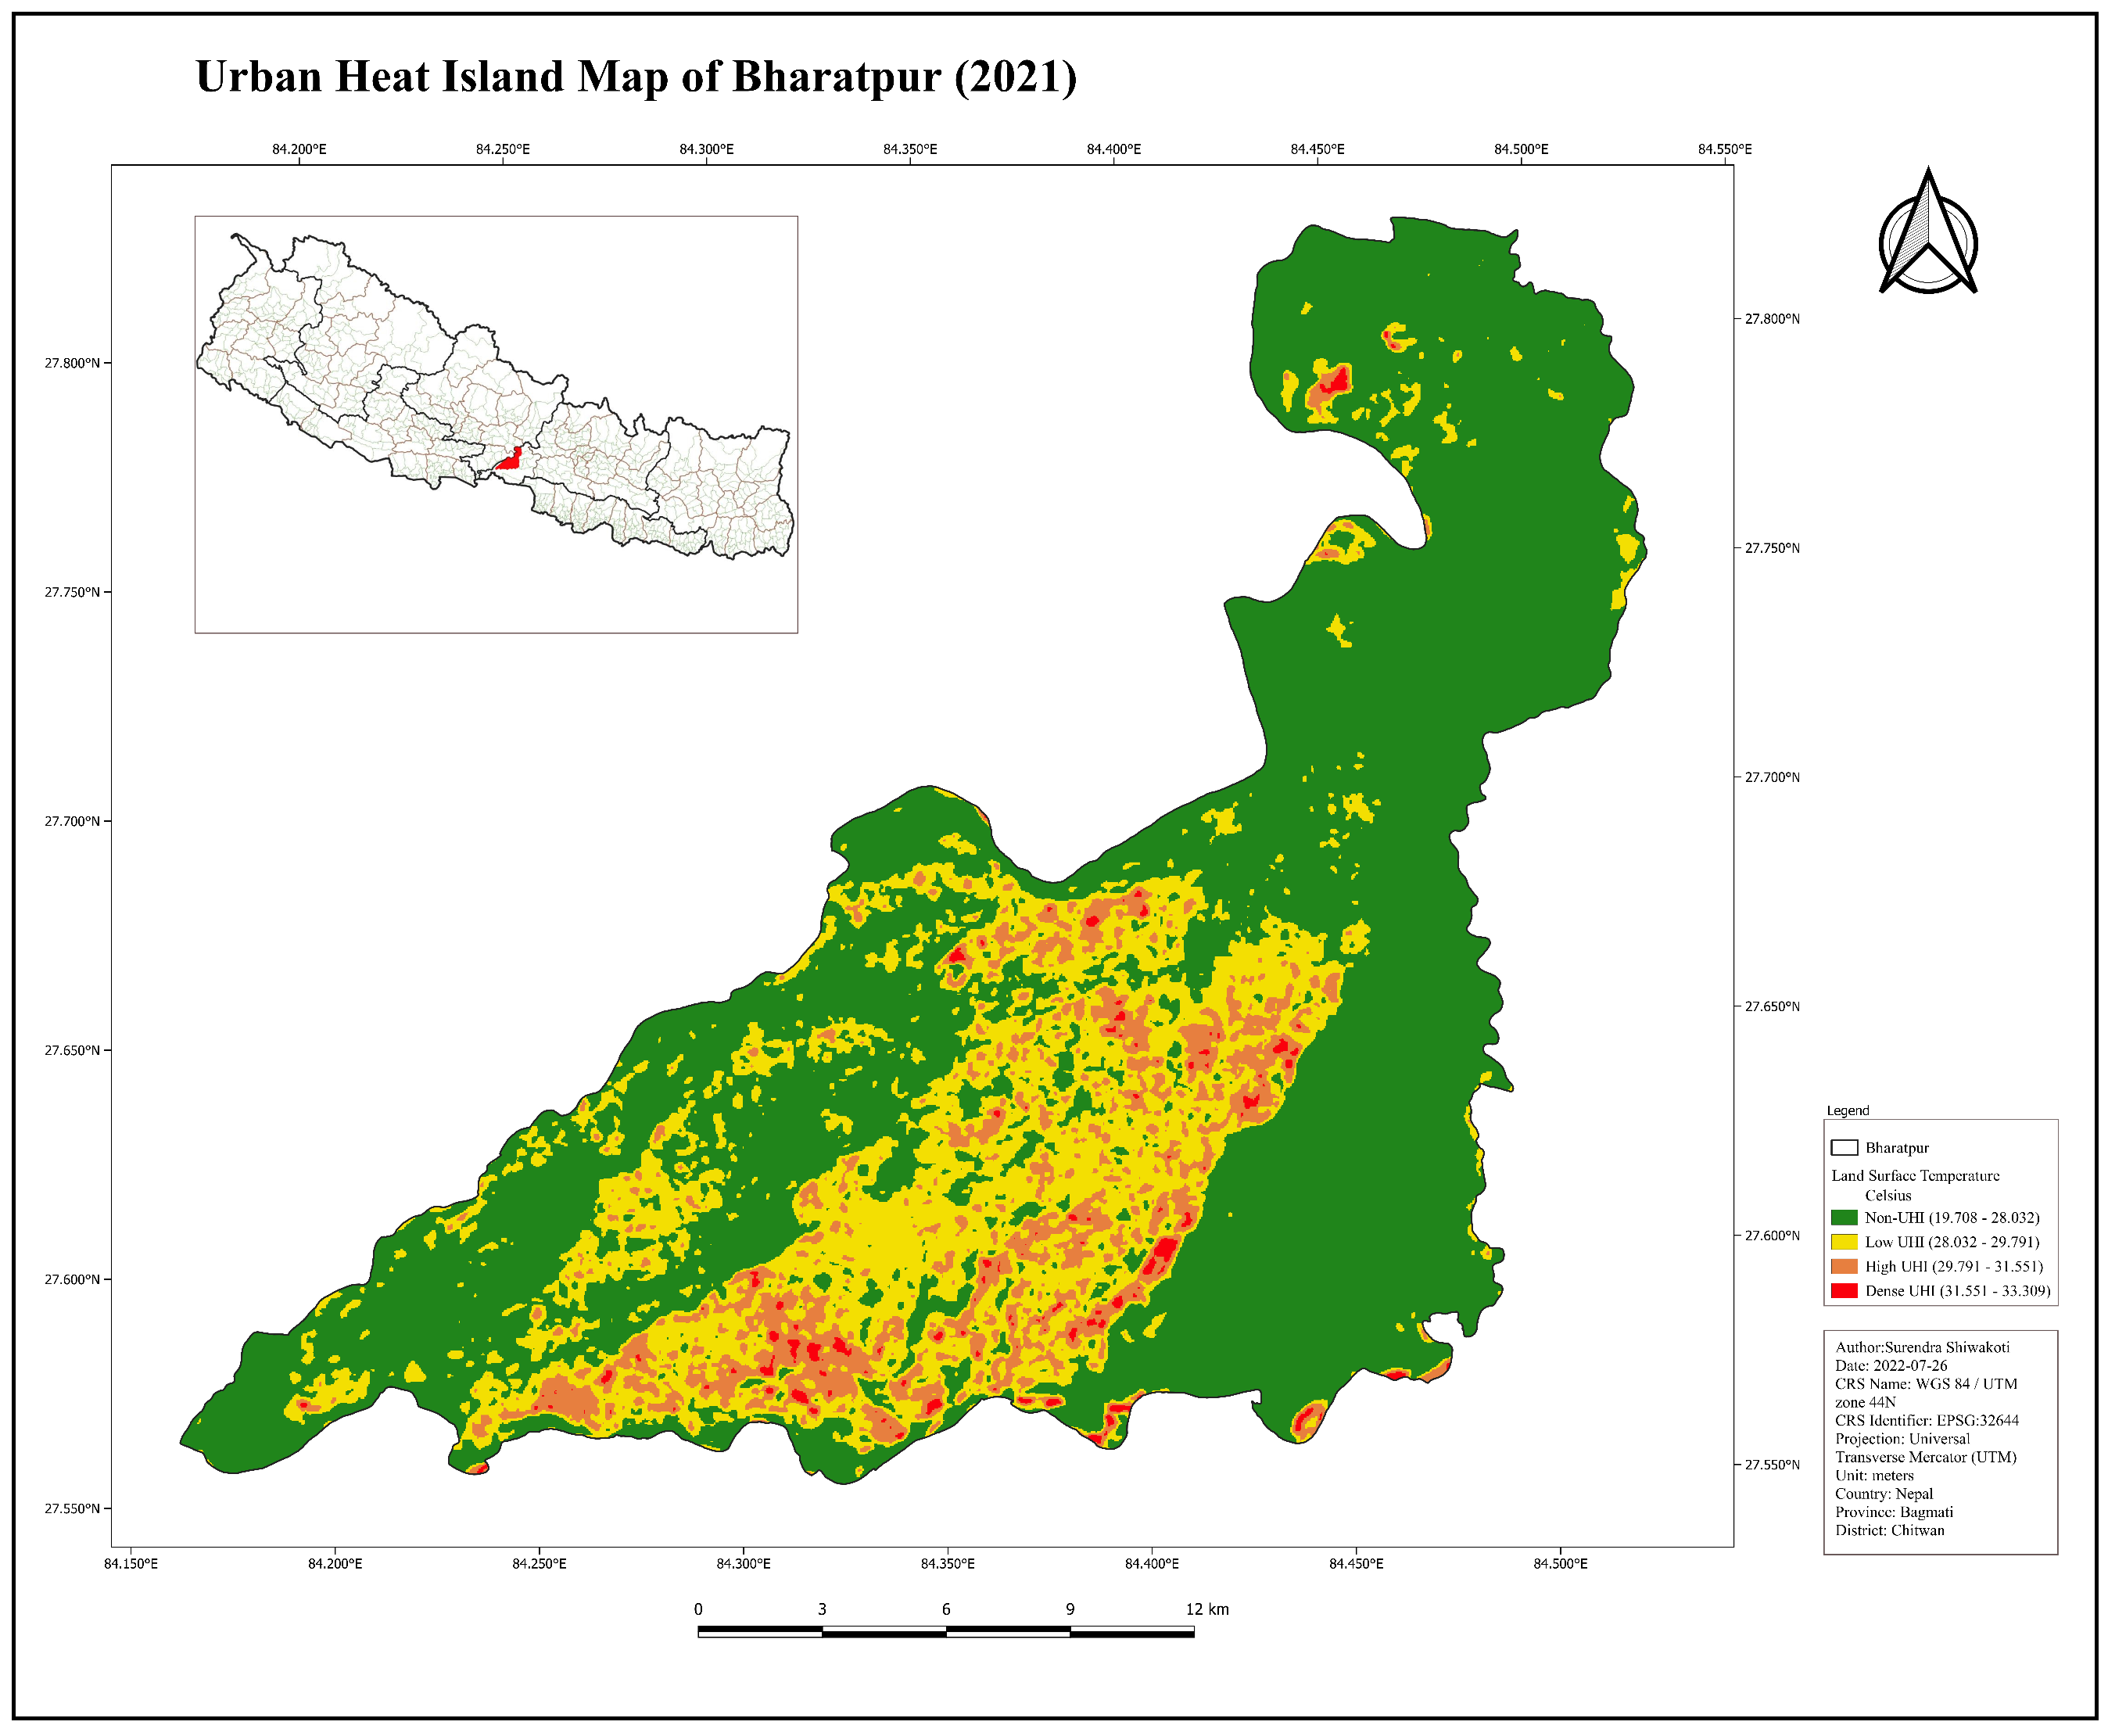 Urban Heat Island Map of Bharatpur (2021)
84.200°E 84.250°E 84.300°E 84.350°E 84.400°E 84.450°E 84.500°E 84.550°E
27.800°N
27.800°N
27.750°N
27.750°N
27.700°N
27.700°N
27.650°N
27.650°N
Legend
Bharatpur
Land Surface Temperature
Celsius
Non-UHI (19.708 - 28.032)
27.600°N
Low UHI (28.032 - 29.791)
High UHI (29.791 - 31.551)
27.600°N
Dense UHI (31.551 - 33.309)
Author:Surendra Shiwakoti
Date: 2022-07-26
CRS Name: WGS 84 / UTM
zone 44N
CRS Identifier: EPSG:32644
Projection: Universal
Transverse Mercator (UTM)
27.550°N
Unit: meters
Country: Nepal
27.550°N
Province: Bagmati
District: Chitwan
84.150°E 84.200°E 84.250°E 84.300°E 84.350°E 84.400°E 84.450°E 84.500°E
0 3 6 9 12 km